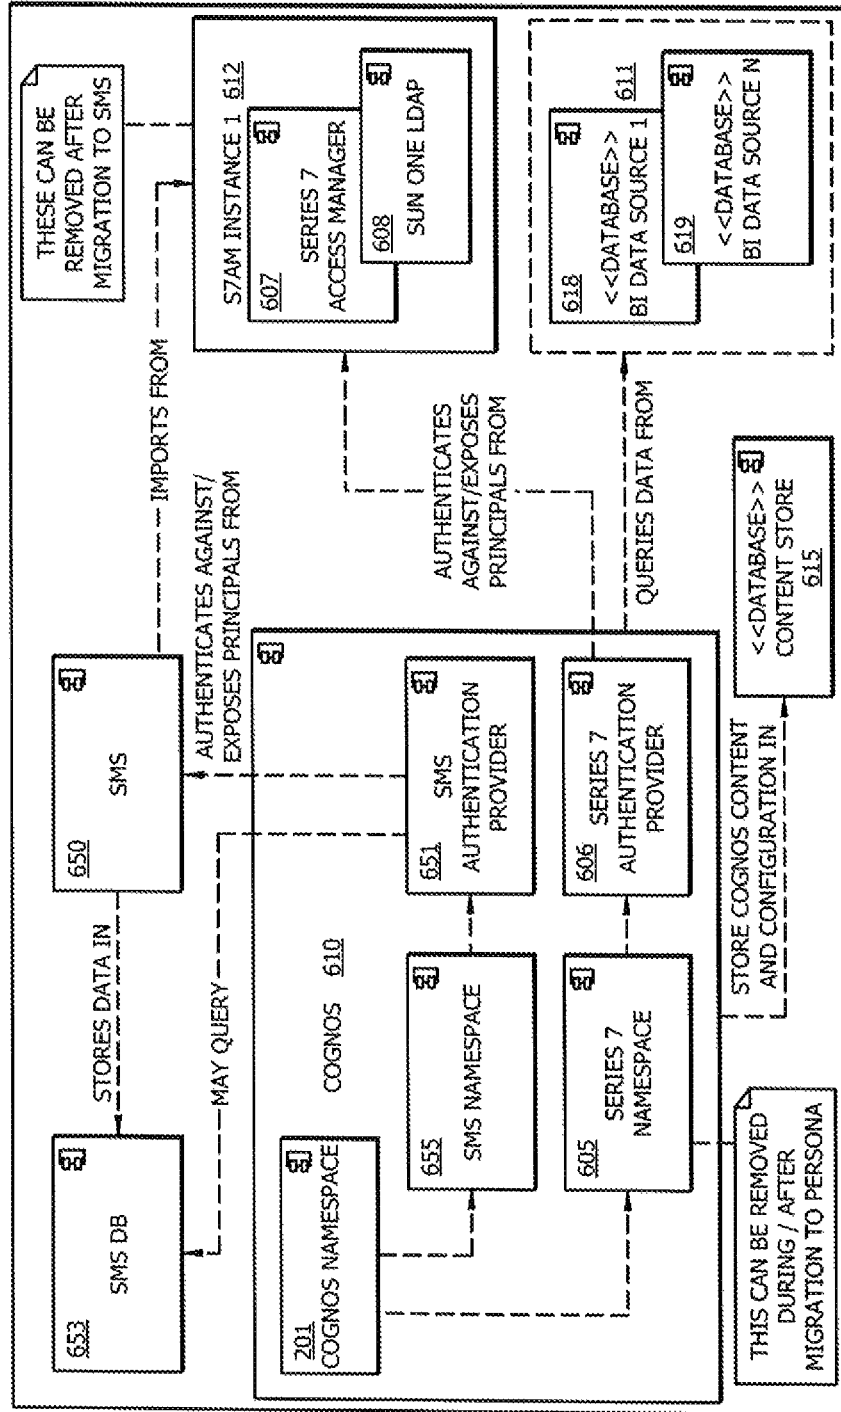 653
SMS DB
STORES DATA IN
650
SMS
IMPORTS FROM
THESE CAN BE
REMOVED AFTER
MIGRATION TO SMS
MAY QUERY
AUTHENTICATES AGAINST/
EXPOSES PRINCIPALS FROM
S7AM INSTANCE 1 612
607
SERIES 7
ACCESS MANAGER
608
SUN ONE LDAP
201
COGNOS NAMESPACE
COGNOS 610
655
SMS NAMESPACE
651
SMS
AUTHENTICATION
PROVIDER
AUTHENTICATES
AGAINST/EXPOSES
PRINCIPALS FROM
605
SERIES 7
NAMESPACE
606
SERIES 7
AUTHENTICATION
PROVIDER
QUERIES DATA FROM
618
<<DATABASE>>
BI DATA SOURCE 1
611
619
<<DATABASE>>
BI DATA SOURCE N
THIS CAN BE REMOVED
DURING / AFTER
MIGRATION TO PERSONA
STORE COGNOS CONTENT
AND CONFIGURATION IN
<<DATABASE>>
CONTENT STORE
615